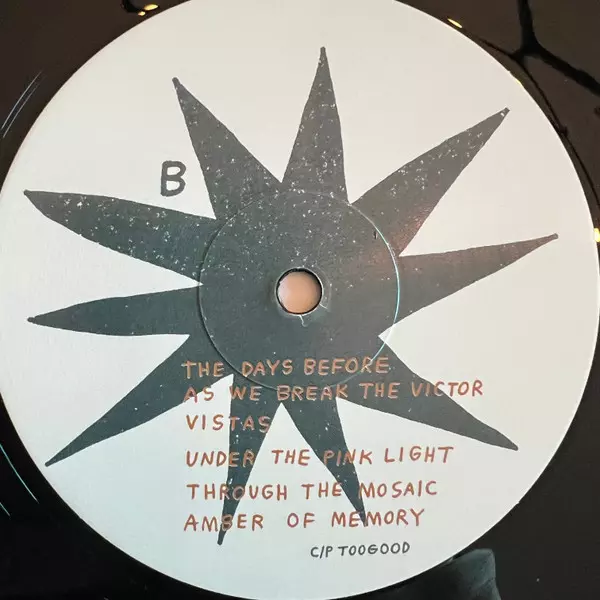 B
THE DAYS BEFORE
AS WE BREAK THE VICTOR
VISTAS
UNDER THE PINK LIGHT
THROUGH THE MOSAIC
AMBER OF MEMORY
C/P TOOGOOD